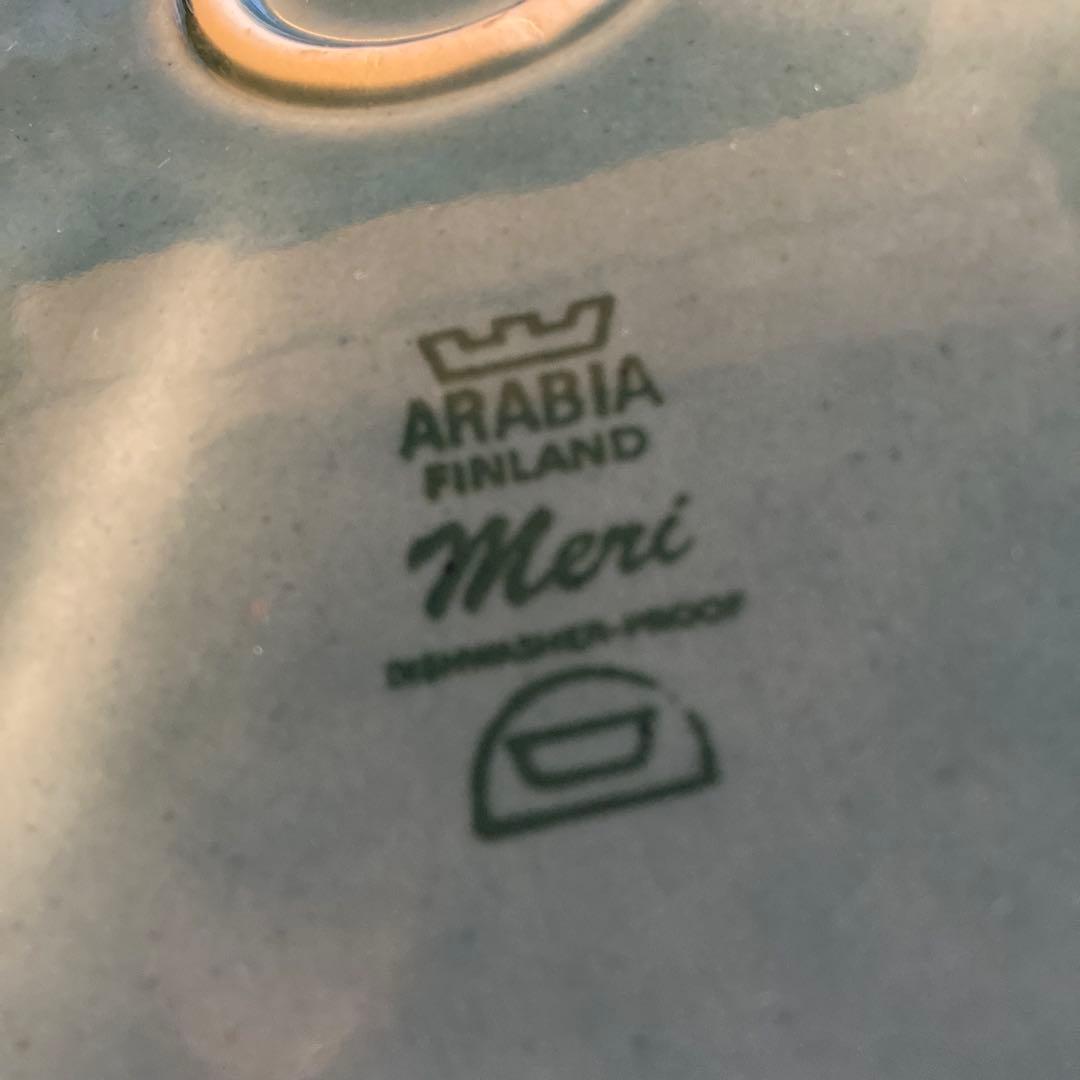 ARABIA
FINLAND
Meri
DISHWASHER-PROOF